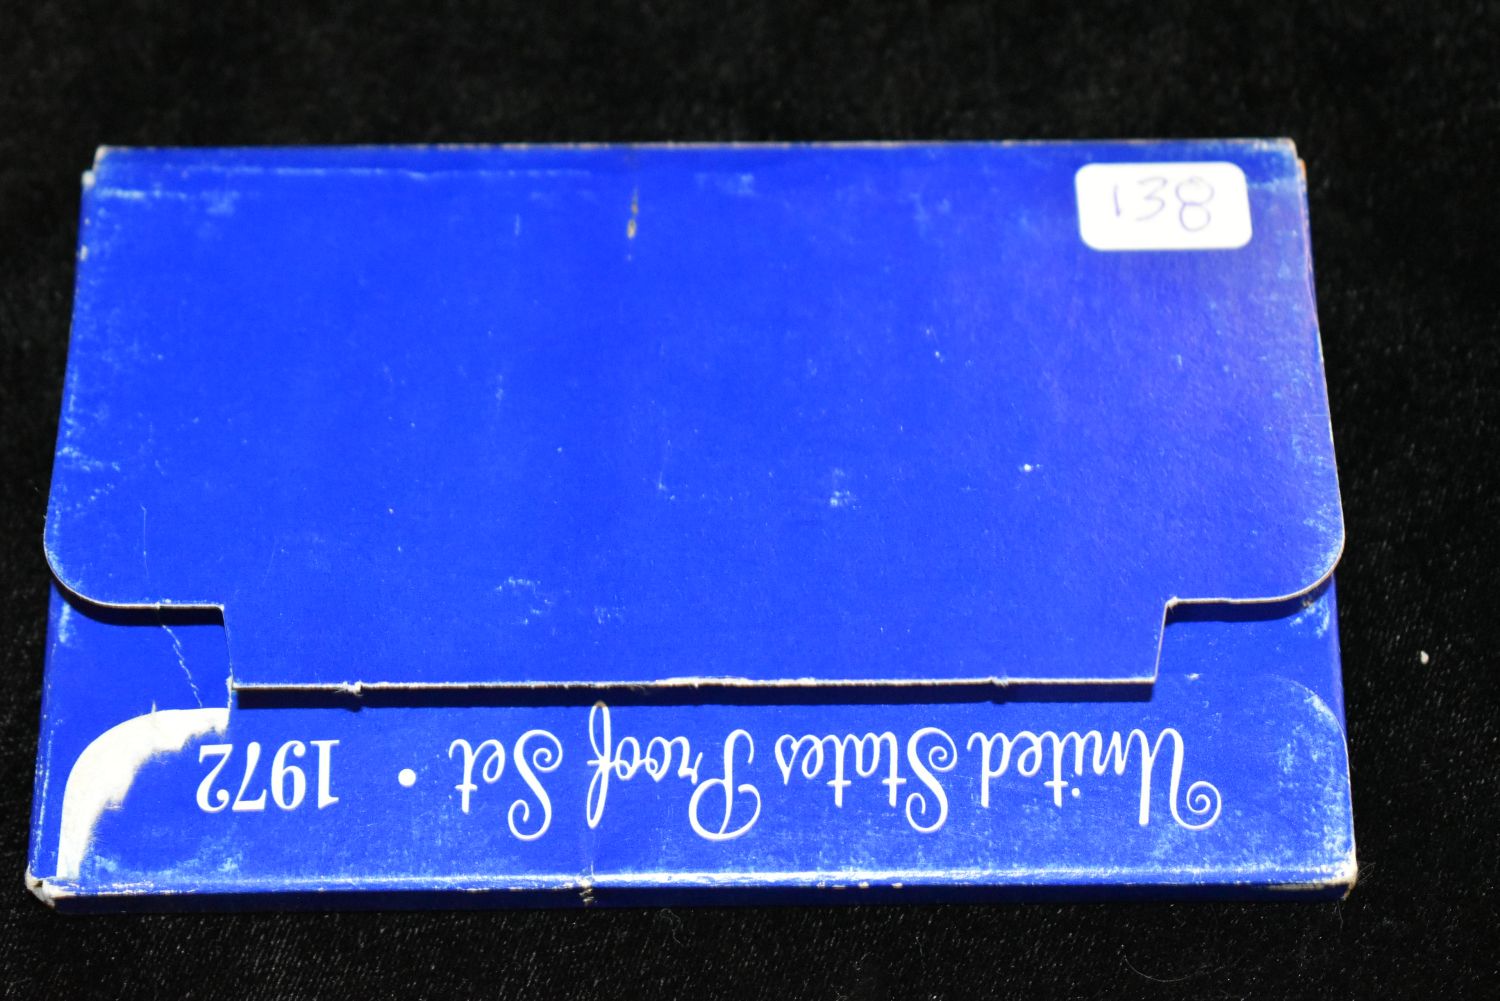 138
United States Proof Set • 1972